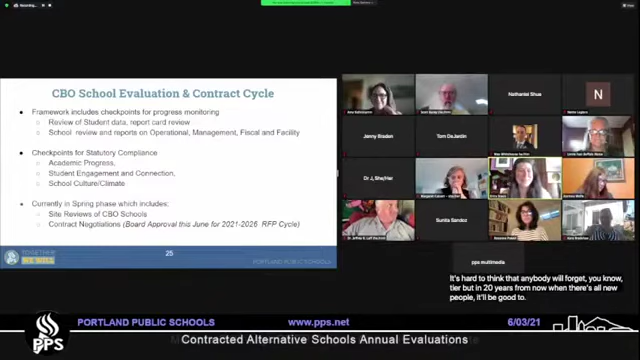 Recording...
CBO School Evaluation & Contract Cycle
● Framework includes checkpoints for progress monitoring
○ Review of Student data, report card review
○ School review and reports on Operational, Management, Fiscal and Facility
● Checkpoints for Statutory Compliance
○ Academic Progress,
○ Student Engagement and Connection,
○ School Culture/Climate
● Currently in Spring phase which includes:
○ Site Reviews of CBO Schools
○ Contract Negotiations (Board Approval this June for 2021-2026 RFP Cycle)
25
PORTLAND PUBLIC SCHOOLS
Nathaniel Shue
N
Jenny Braden
Tom DeJardin
Dr J, She/Her
Sunita Sandoz
pps multimedia
It's hard to think that anybody will forget, you know,
tier but in 20 years from now when there's all new
people, it'll be good to.
PPS
PORTLAND PUBLIC SCHOOLS
www.pps.net
6/03/21
Contracted Alternative Schools Annual Evaluations